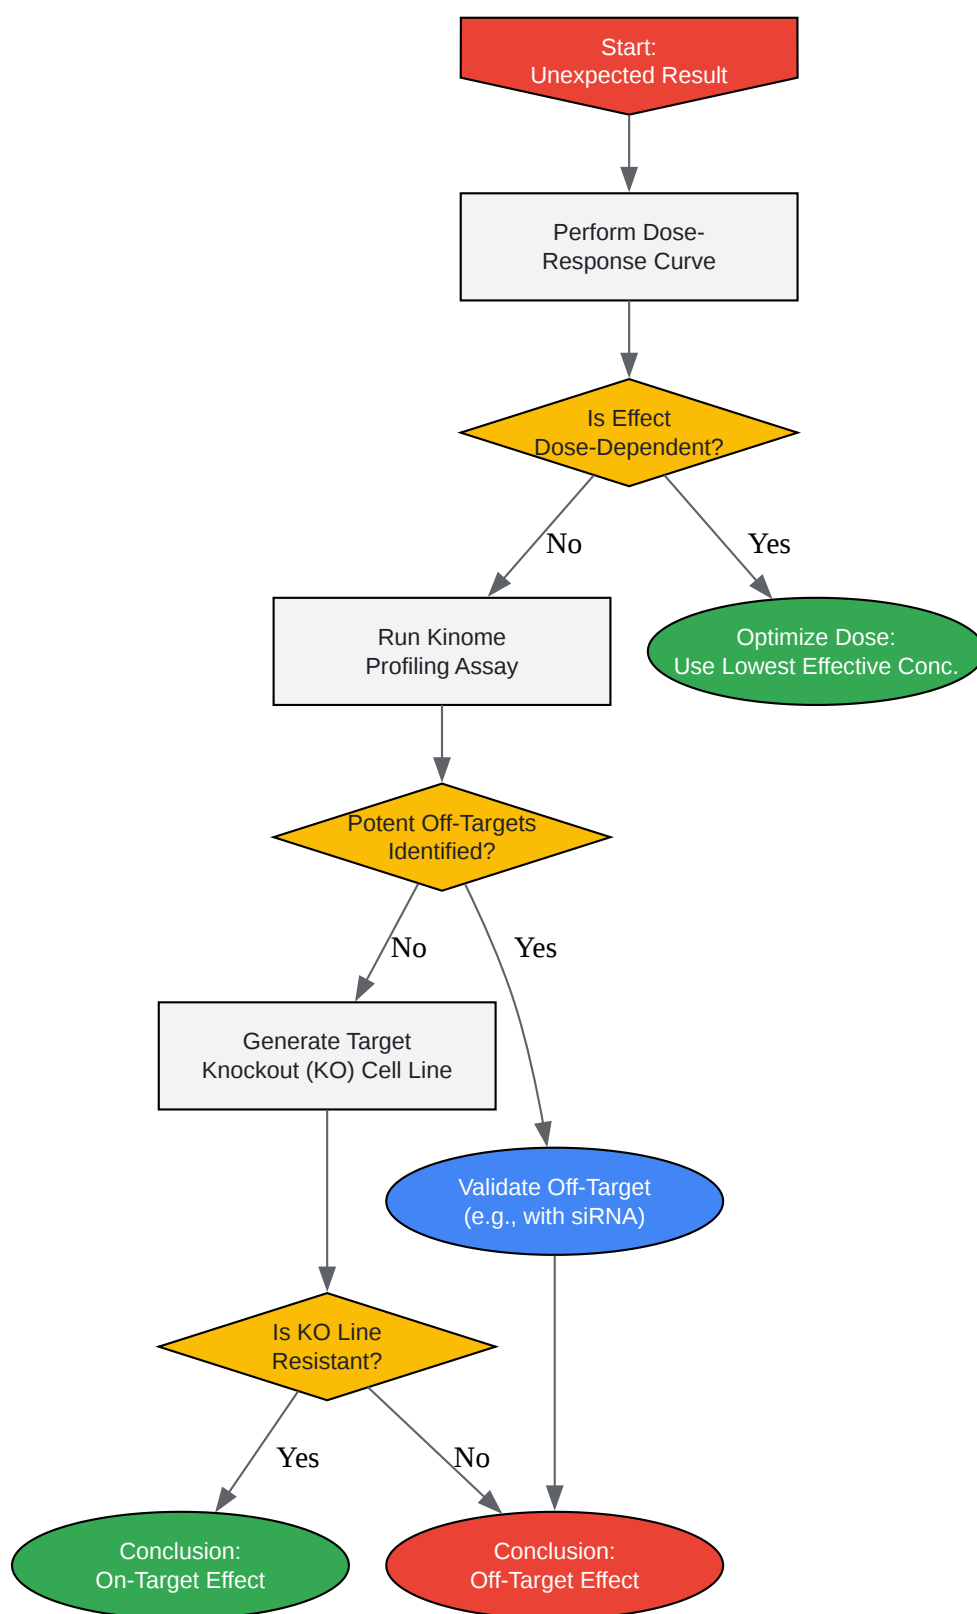 Start:
Unexpected Result
Perform Dose-
Response Curve
Is Effect
Dose-Dependent?
No
Yes
Run Kinome
Profiling Assay
Optimize Dose:
Use Lowest Effective Conc.
Potent Off-Targets
Identified?
No
Yes
Generate Target
Knockout (KO) Cell Line
Validate Off-Target
(e.g., with siRNA)
Is KO Line
Resistant?
Yes
No
Conclusion:
On-Target Effect
Conclusion:
Off-Target Effect